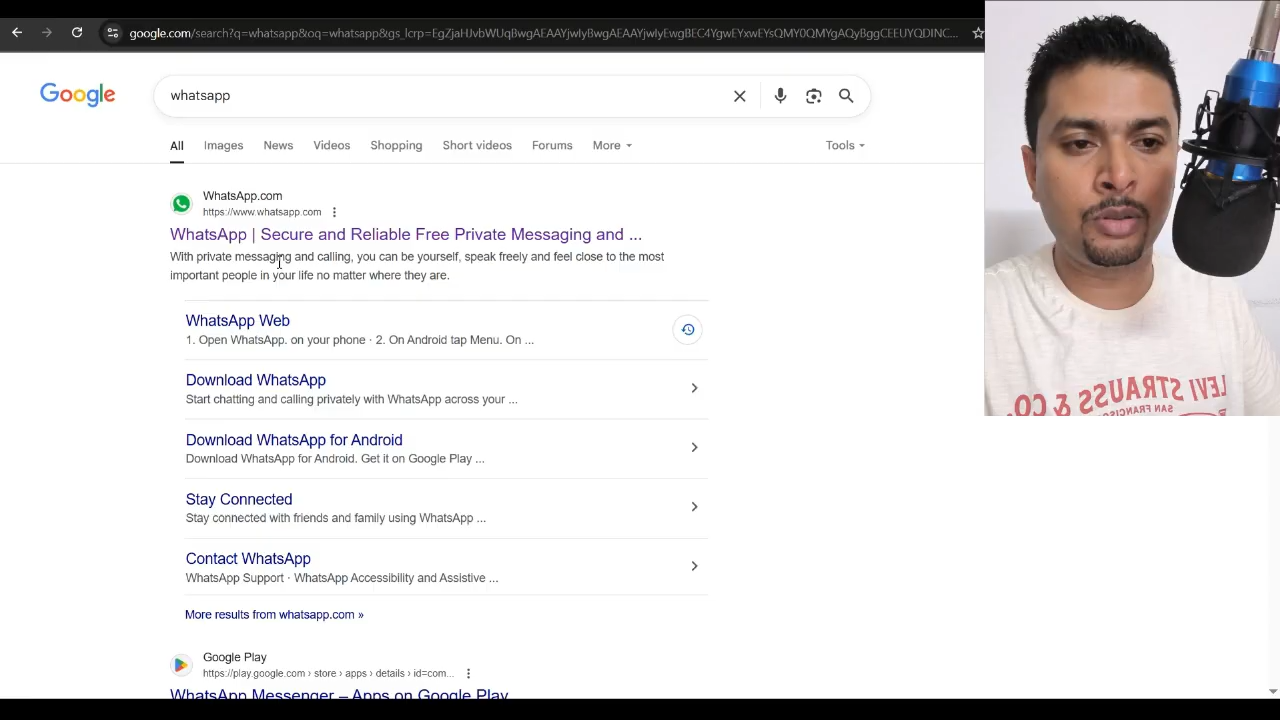 google.com/search?q=whatsapp&oq=whatsapp&gs_lcrp=EgZjaHJvbWUqBwgAEAAYjwIyBwgAEAAYjwIyEwgBEC4YgwEYxwEYsQMY0QMYgAQyBggCEEUYQDINC...
Google
whatsapp
All Images News Videos Shopping Short videos Forums More Tools
WhatsApp.com
https://www.whatsapp.com
WhatsApp | Secure and Reliable Free Private Messaging and ...
With private messaging and calling, you can be yourself, speak freely and feel close to the most
important people in your life no matter where they are.
WhatsApp Web
1. Open WhatsApp. on your phone · 2. On Android tap Menu. On ...
Download WhatsApp
Start chatting and calling privately with WhatsApp across your ...
Download WhatsApp for Android
Download WhatsApp for Android. Get it on Google Play ...
Stay Connected
Stay connected with friends and family using WhatsApp ...
Contact WhatsApp
WhatsApp Support · WhatsApp Accessibility and Assistive ...
More results from whatsapp.com »
Google Play
https://play.google.com › store › apps › details › id=com...
WhatsApp Messenger – Apps on Google Play
LEVI STRAUSS & CO.
SAN FRANCISCO